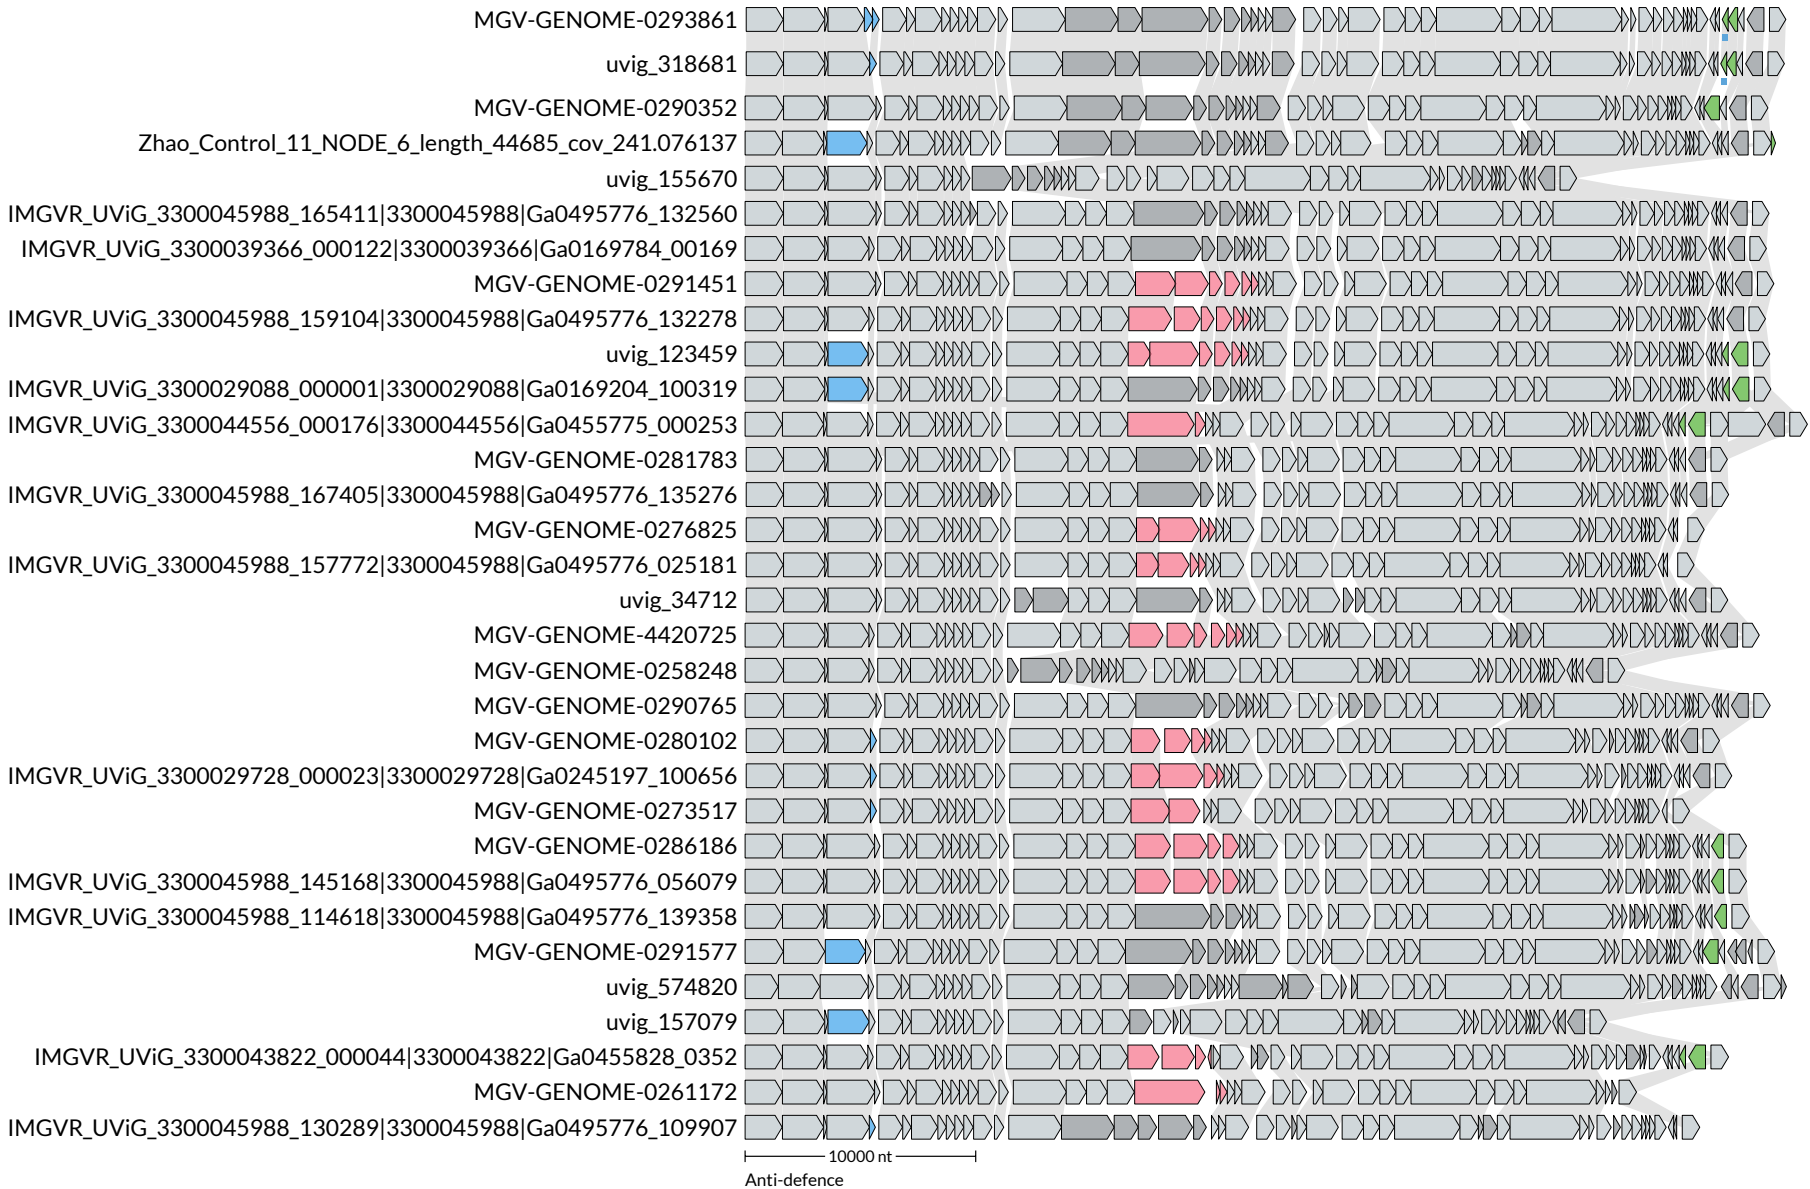 MGV-GENOME-0293861
uvig_318681
MGV-GENOME-0290352
Zhao_Control_11_NODE_6_length_44685_cov_241.076137
uvig_155670
IMGVR_UViG_3300045988_165411|3300045988|Ga0495776_132560
IMGVR_UViG_3300039366_000122|3300039366|Ga0169784_00169
MGV-GENOME-0291451
IMGVR_UViG_3300045988_159104|3300045988|Ga0495776_132278
uvig_123459
IMGVR_UViG_3300029088_000001|3300029088|Ga0169204_100319
IMGVR_UViG_3300044556_000176|3300044556|Ga0455775_000253
MGV-GENOME-0281783
IMGVR_UViG_3300045988_167405|3300045988|Ga0495776_135276
MGV-GENOME-0276825
IMGVR_UViG_3300045988_157772|3300045988|Ga0495776_025181
uvig_34712
MGV-GENOME-4420725
MGV-GENOME-0258248
MGV-GENOME-0290765
MGV-GENOME-0280102
IMGVR_UViG_3300029728_000023|3300029728|Ga0245197_100656
MGV-GENOME-0273517
MGV-GENOME-0286186
IMGVR_UViG_3300045988_145168|3300045988|Ga0495776_056079
IMGVR_UViG_3300045988_114618|3300045988|Ga0495776_139358
MGV-GENOME-0291577
uvig_574820
uvig_157079
IMGVR_UViG_3300043822_000044|3300043822|Ga0455828_0352
MGV-GENOME-0261172
IMGVR_UViG_3300045988_130289|3300045988|Ga0495776_109907
10000 nt
Anti-defence